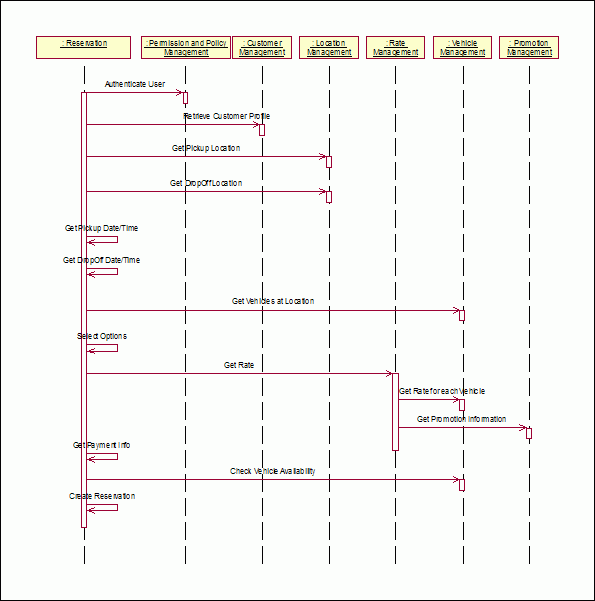 : Reservation
: Permission and Policy
Management
: Customer
Management
: Location
Management
: Rate
Management
: Vehicle
Management
: Promotion
Management
Authenticate User
Retrieve Customer Profile
Get Pickup Location
Get DropOff Location
Get Pickup Date/Time
Get DropOff Date/Time
Get Vehicles at Location
Select Options
Get Rate
Get Rate for each Vehicle
Get Promotion Information
Get Payment Info
Check Vehicle Availability
Create Reservation